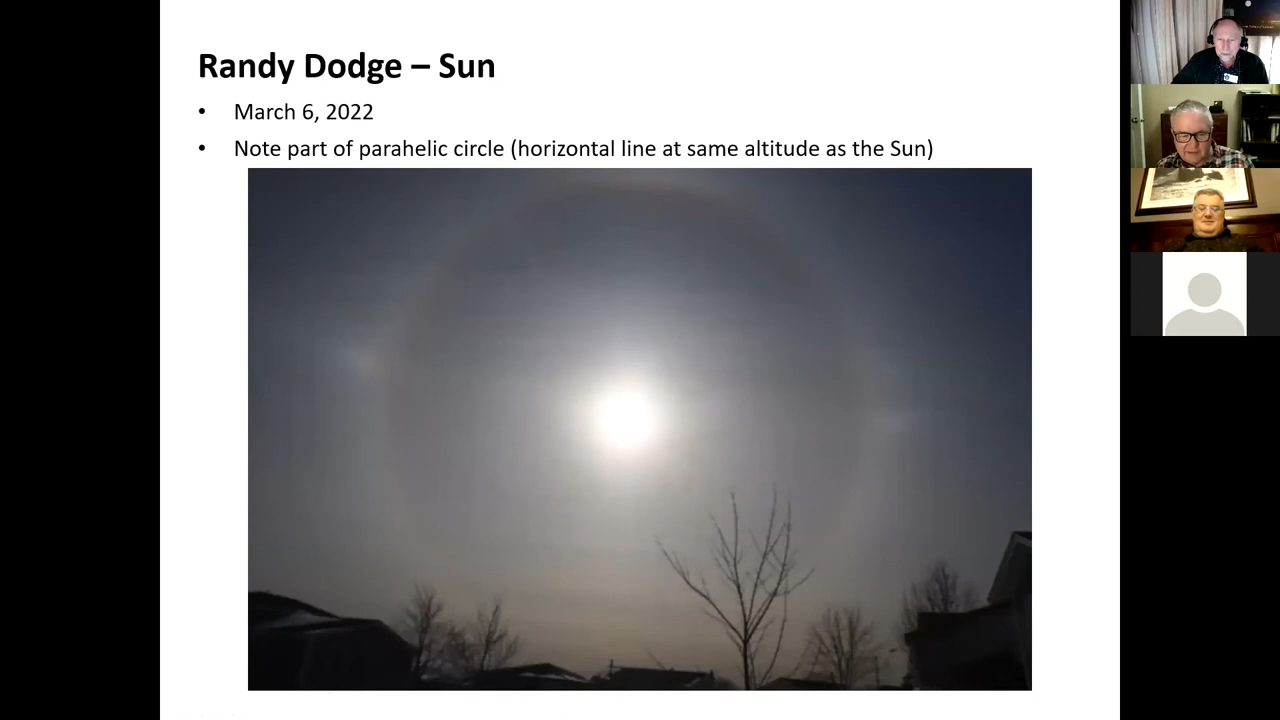 Randy Dodge – Sun
• March 6, 2022
• Note part of parahelic circle (horizontal line at same altitude as the Sun)